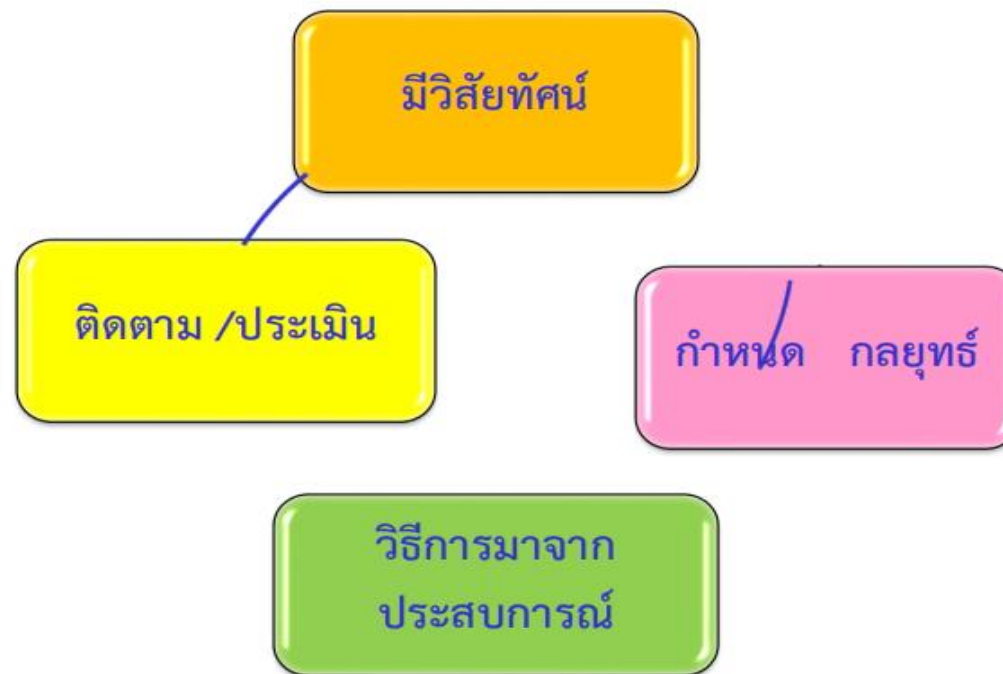 มีวิสัยทัศน์
ติดตาม /ประเมิน
กำหนด กลยุทธ์
วิธีการมาจาก
ประสบการณ์